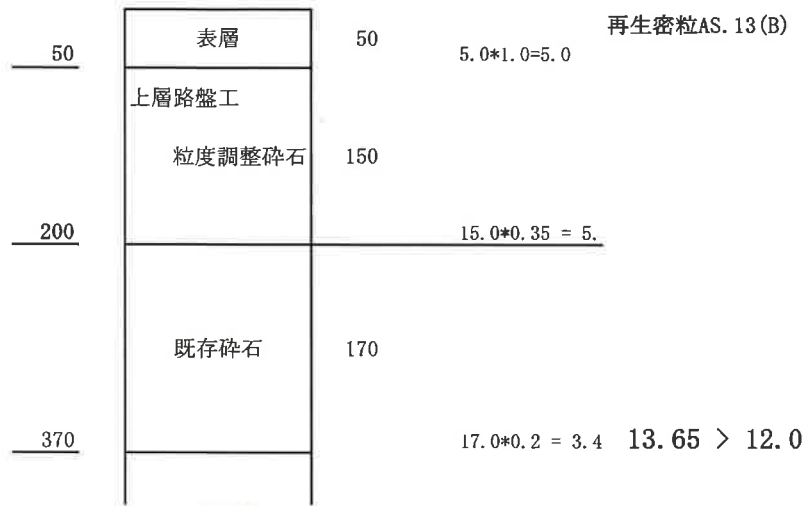 再生密粒AS.13(B)
表層 50
50 5.0*1.0=5.0
上層路盤工
粒度調整砕石 150
200 15.0*0.35 = 5.
既存砕石 170
370 17.0*0.2 = 3.4 13.65 > 12.0